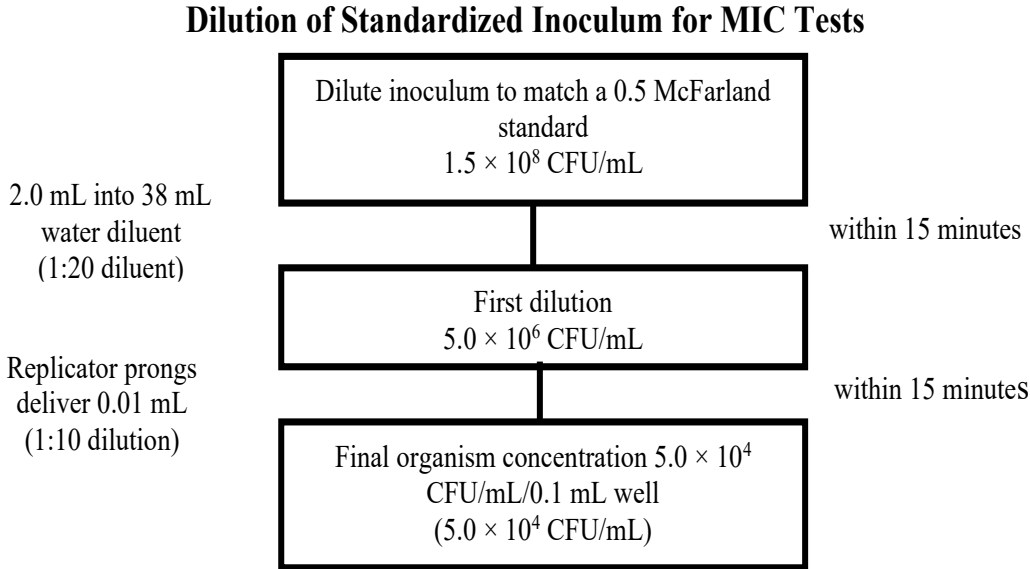 Dilution of Standardized Inoculum for MIC Tests
Dilute inoculum to match a 0.5 McFarland
standard
1.5 × 10⁸ CFU/mL
2.0 mL into 38 mL
water diluent
(1:20 diluent)
within 15 minutes
First dilution
5.0 × 10⁶ CFU/mL
Replicator prongs
deliver 0.01 mL
(1:10 dilution)
within 15 minutes
Final organism concentration 5.0 × 10⁴
CFU/mL/0.1 mL well
(5.0 × 10⁴ CFU/mL)